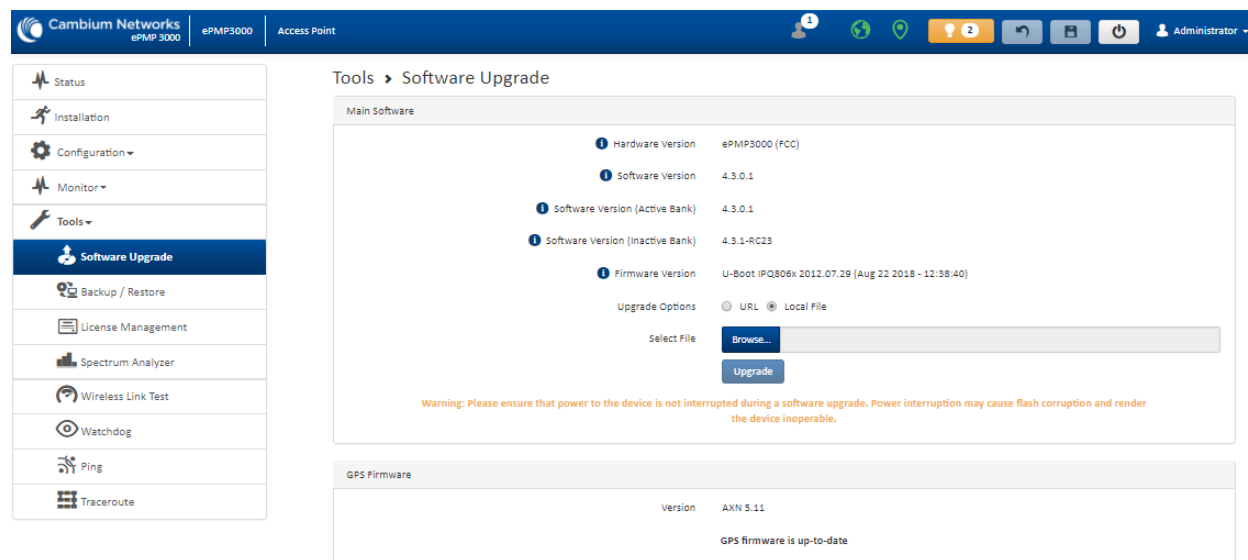 Cambium Networks
ePMP 3000
ePMP3000
Access Point
1
2
Administrator
Status
Installation
Configuration
Monitor
Tools
Software Upgrade
Backup / Restore
License Management
Spectrum Analyzer
Wireless Link Test
Watchdog
Ping
Traceroute
Tools > Software Upgrade
Main Software
Hardware Version ePMP3000 (FCC)
Software Version 4.3.0.1
Software Version (Active Bank) 4.3.0.1
Software Version (Inactive Bank) 4.3.1-RC23
Firmware Version U-Boot IPQ806x 2012.07.29 (Aug 22 2018 - 12:38:40)
Upgrade Options URL Local File
Select File Browse...
Upgrade
Warning: Please ensure that power to the device is not interrupted during a software upgrade. Power interruption may cause flash corruption and render
the device inoperable.
GPS Firmware
Version AXN 5.11
GPS firmware is up-to-date